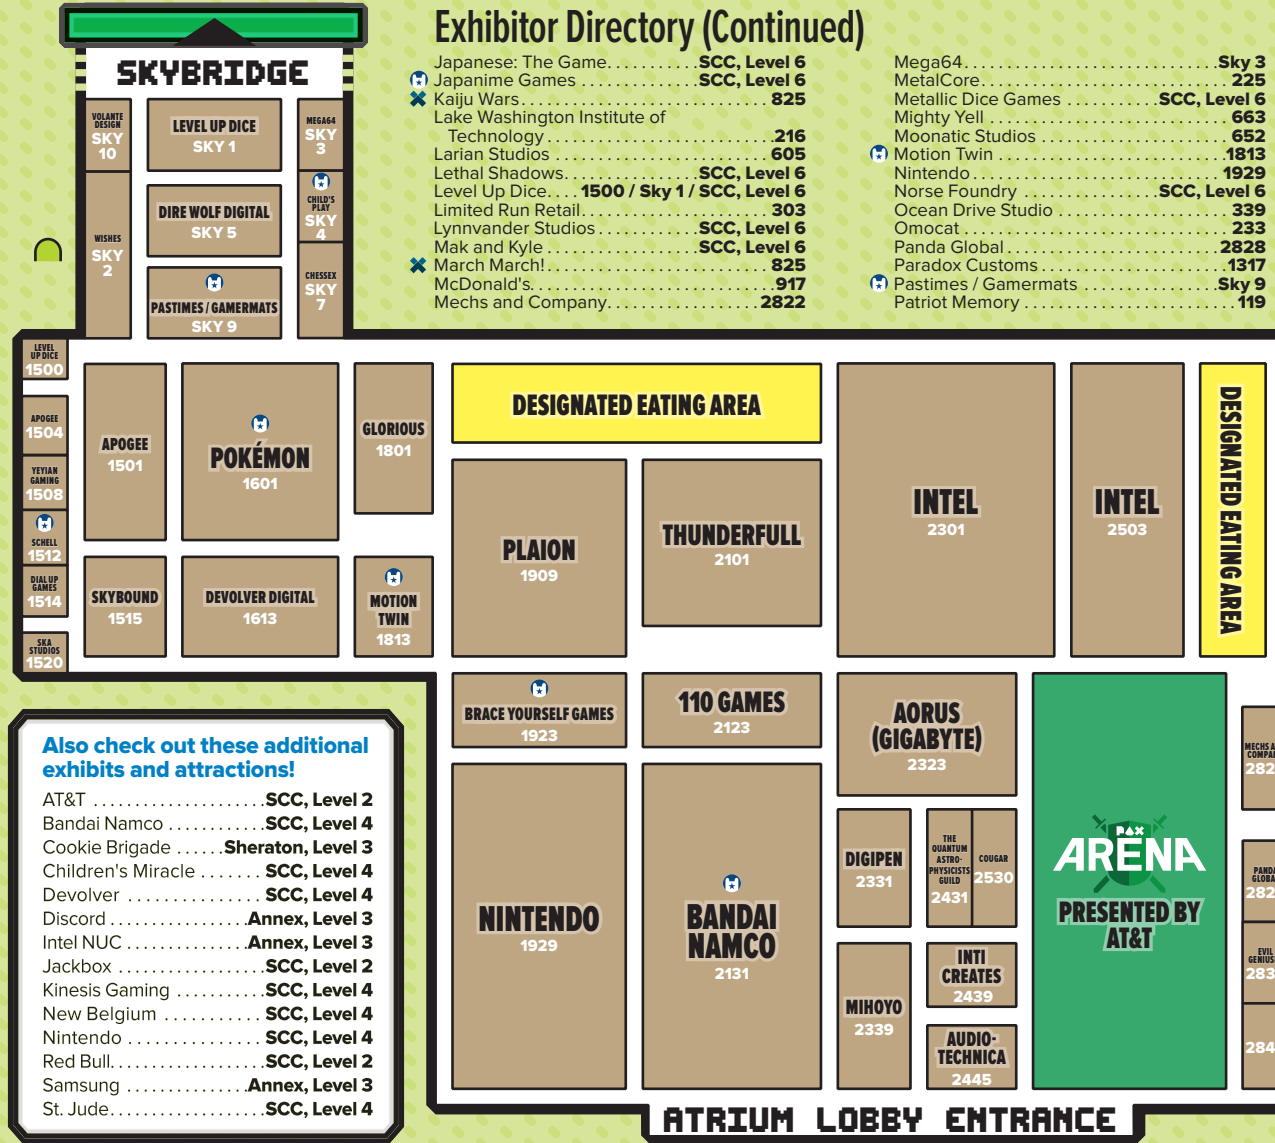 Exhibitor Directory (Continued)
Japanese: The Game..........SCC, Level 6
Japanime Games ..............SCC, Level 6
Kaiju Wars.............................825
Lake Washington Institute of
Technology............................216
Larian Studios .........................605
Lethal Shadows...............SCC, Level 6
Level Up Dice....1500 / Sky 1 / SCC, Level 6
Limited Run Retail......................303
Lynnvander Studios...........SCC, Level 6
Mak and Kyle .................SCC, Level 6
March March!..........................825
McDonald's............................917
Mechs and Company...................2822
Mega64...............................Sky 3
MetalCore.............................225
Metallic Dice Games ..........SCC, Level 6
Mighty Yell ............................663
Moonatic Studios ......................652
Motion Twin ..........................1813
Nintendo.............................1929
Norse Foundry ................SCC, Level 6
Ocean Drive Studio ....................339
Omocat ...............................233
Panda Global.........................2828
Paradox Customs.....................1317
Pastimes / Gamermats ...............Sky 9
Patriot Memory ........................119
SKYBRIDGE
VOLANTE
DESIGN
SKY
10
LEVEL UP DICE
SKY 1
MEGA64
SKY
3
WISHES
SKY
2
DIRE WOLF DIGITAL
SKY 5
CHILD'S
PLAY
SKY
4
PASTIMES / GAMERMATS
SKY 9
CHESSEX
SKY
7
LEVEL
UP DICE
1500
APOGEE
1504
YEYIAN
GAMING
1508
SCHELL
1512
DIAL UP
GAMES
1514
SKA
STUDIOS
1520
APOGEE
1501
POKÉMON
1601
GLORIOUS
1801
SKYBOUND
1515
DEVOLVER DIGITAL
1613
MOTION
TWIN
1813
DESIGNATED EATING AREA
PLAION
1909
THUNDERFULL
2101
INTEL
2301
INTEL
2503
DESIGNATED EATING AREA
BRACE YOURSELF GAMES
1923
110 GAMES
2123
AORUS
(GIGABYTE)
2323
NINTENDO
1929
BANDAI
NAMCO
2131
DIGIPEN
2331
THE
QUANTUM
ASTRO-
PHYSICISTS
GUILD
2431
COUGAR
2530
MIHOYO
2339
INTI
CREATES
2439
AUDIO-
TECHNICA
2445
PAX
ARENA
PRESENTED BY
AT&T
MECHS A
COMPA
282
PANDA
GLOBA
282
EVIL
GENIUS
283
284
ATRIUM LOBBY ENTRANCE
Also check out these additional
exhibits and attractions!
AT&T .....................SCC, Level 2
Bandai Namco ............SCC, Level 4
Cookie Brigade ......Sheraton, Level 3
Children's Miracle .......SCC, Level 4
Devolver ................SCC, Level 4
Discord.................Annex, Level 3
Intel NUC .............Annex, Level 3
Jackbox ..................SCC, Level 2
Kinesis Gaming ..........SCC, Level 4
New Belgium ...........SCC, Level 4
Nintendo ................SCC, Level 4
Red Bull...................SCC, Level 2
Samsung ...............Annex, Level 3
St. Jude...................SCC, Level 4